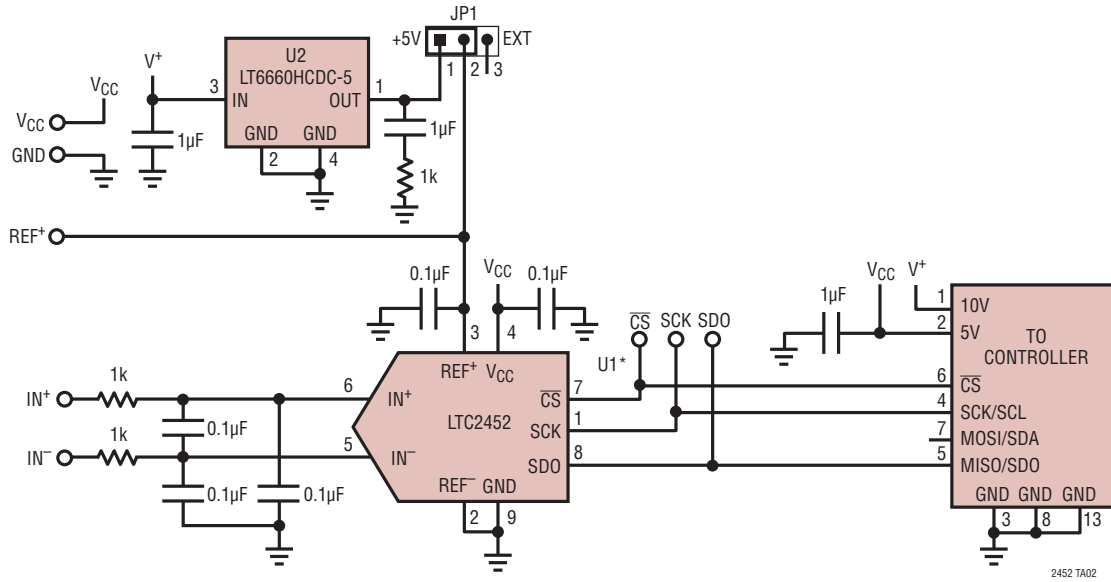 JP1
+5V
EXT
1
2
3
U2
LT6660HCDC-5
V+
3
IN
OUT
1
GND
GND
2
4
1µF
1µF
1k
VCC
VCC
GND
REF+
0.1µF
VCC
0.1µF
3
4
REF+
VCC
CS
SCK
SDO
U1*
1µF
VCC
V+
1
10V
2
5V
TO
CONTROLLER
6
CS
4
SCK/SCL
7
MOSI/SDA
5
MISO/SDO
GND
GND
GND
3
8
13
IN+
1k
6
IN+
0.1µF
IN−
1k
5
IN−
0.1µF
0.1µF
LTC2452
7
CS
1
SCK
8
SDO
REF−
GND
2
9
2452 TA02